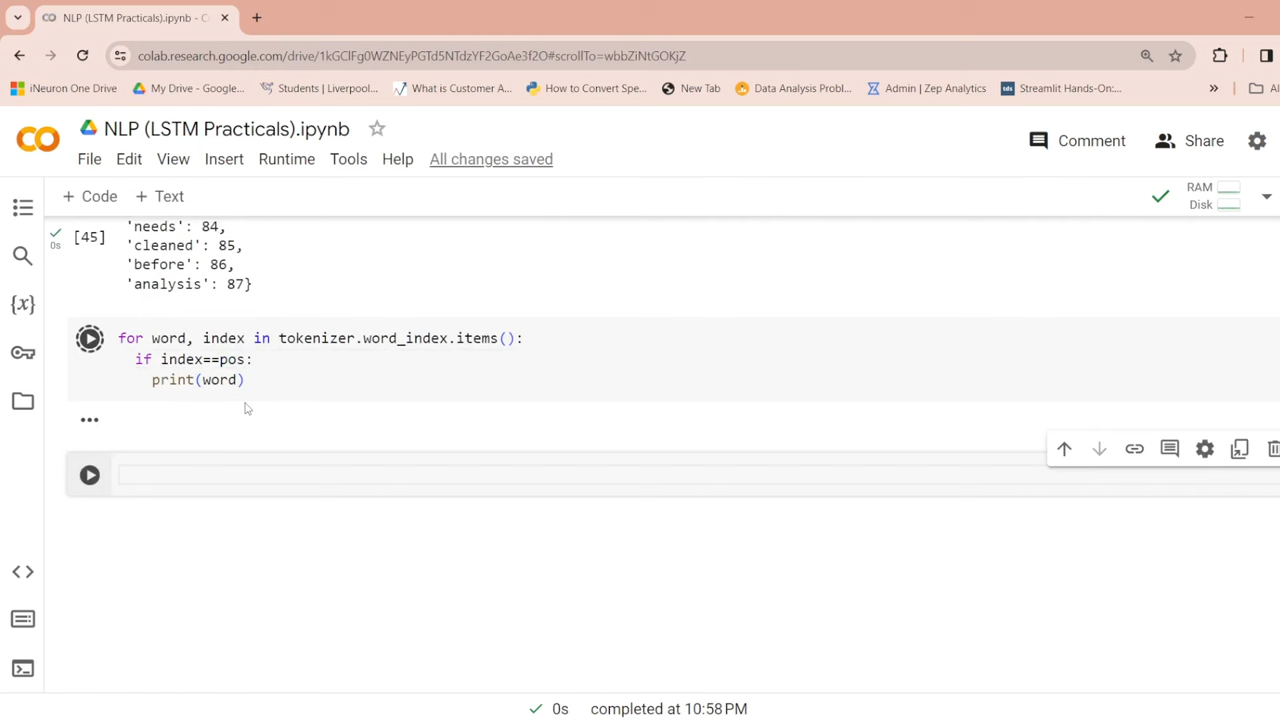 NLP (LSTM Practicals).ipynb - C
colab.research.google.com/drive/1kGClFg0WZNEyPGTd5NTdzYF2GoAe3f2O#scrollTo=wbbZiNtGOKjZ
iNeuron One Drive
My Drive - Google...
Students | Liverpool...
What is Customer A...
How to Convert Spe...
New Tab
Data Analysis Probl...
Admin | Zep Analytics
Streamlit Hands-On:...
»
Al
CO
NLP (LSTM Practicals).ipynb
Comment
Share
File Edit View Insert Runtime Tools Help All changes saved
+ Code + Text
RAM
Disk
'needs': 84,
0s [45]
'cleaned': 85,
'before': 86,
'analysis': 87}
for word, index in tokenizer.word_index.items():
if index==pos:
print(word)
...
0s completed at 10:58 PM